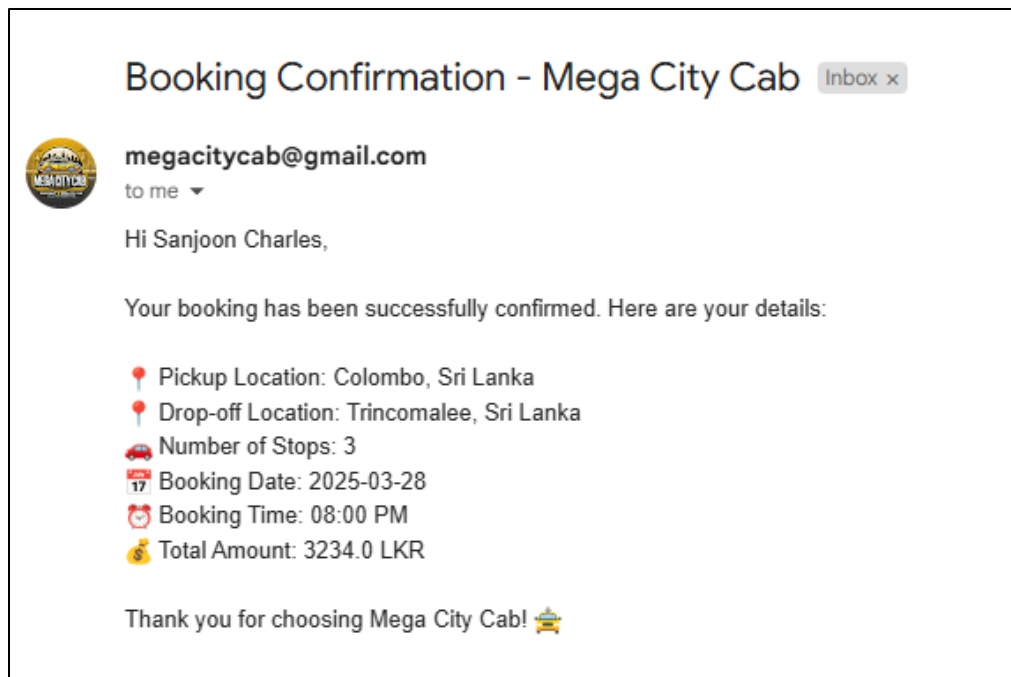 Booking Confirmation - Mega City Cab Inbox ×
megacitycab@gmail.com
to me
Hi Sanjoon Charles,
Your booking has been successfully confirmed. Here are your details:
📍 Pickup Location: Colombo, Sri Lanka
📍 Drop-off Location: Trincomalee, Sri Lanka
🚗 Number of Stops: 3
📅 Booking Date: 2025-03-28
⏰ Booking Time: 08:00 PM
💰 Total Amount: 3234.0 LKR
Thank you for choosing Mega City Cab! 🚖
MEGA CITY CAB